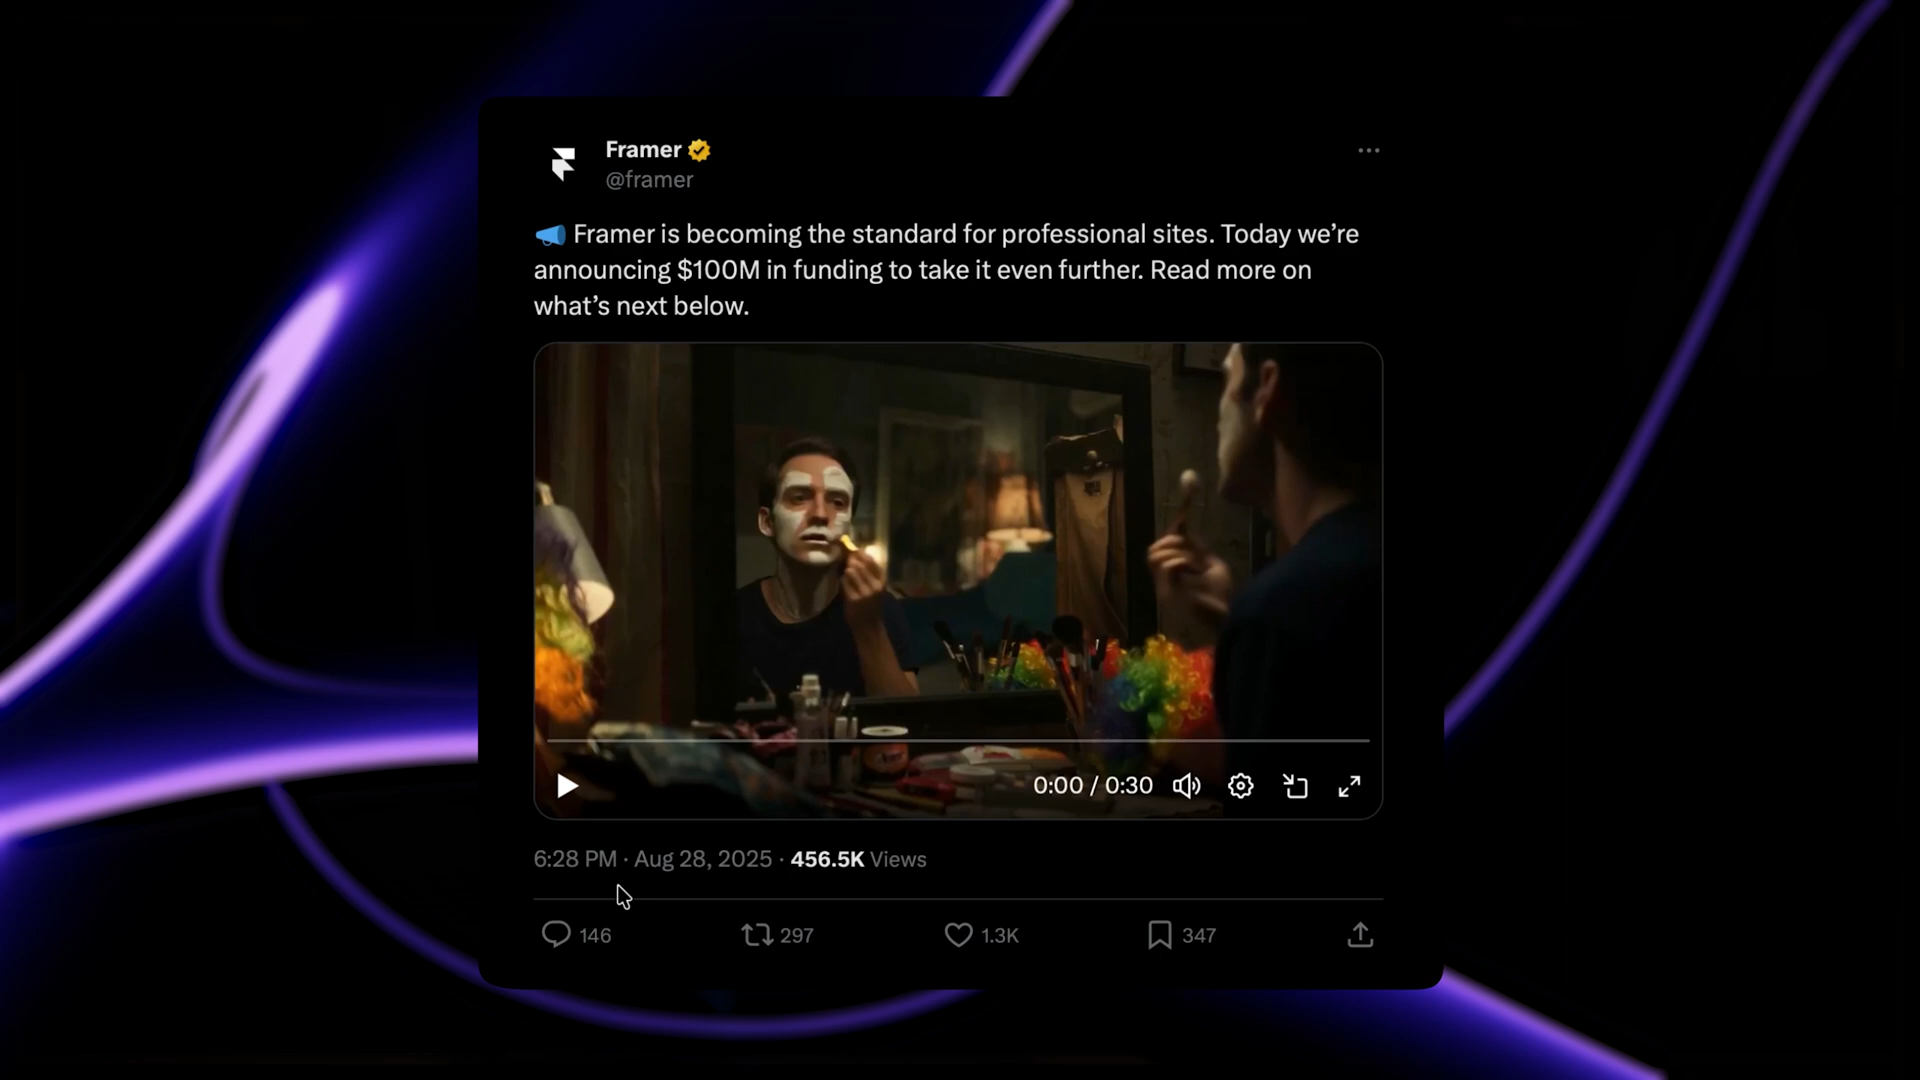 Framer
@framer
📣 Framer is becoming the standard for professional sites. Today we’re
announcing $100M in funding to take it even further. Read more on
what’s next below.
0:00 / 0:30
6:28 PM · Aug 28, 2025 · 456.5K Views
146 297 1.3K 347